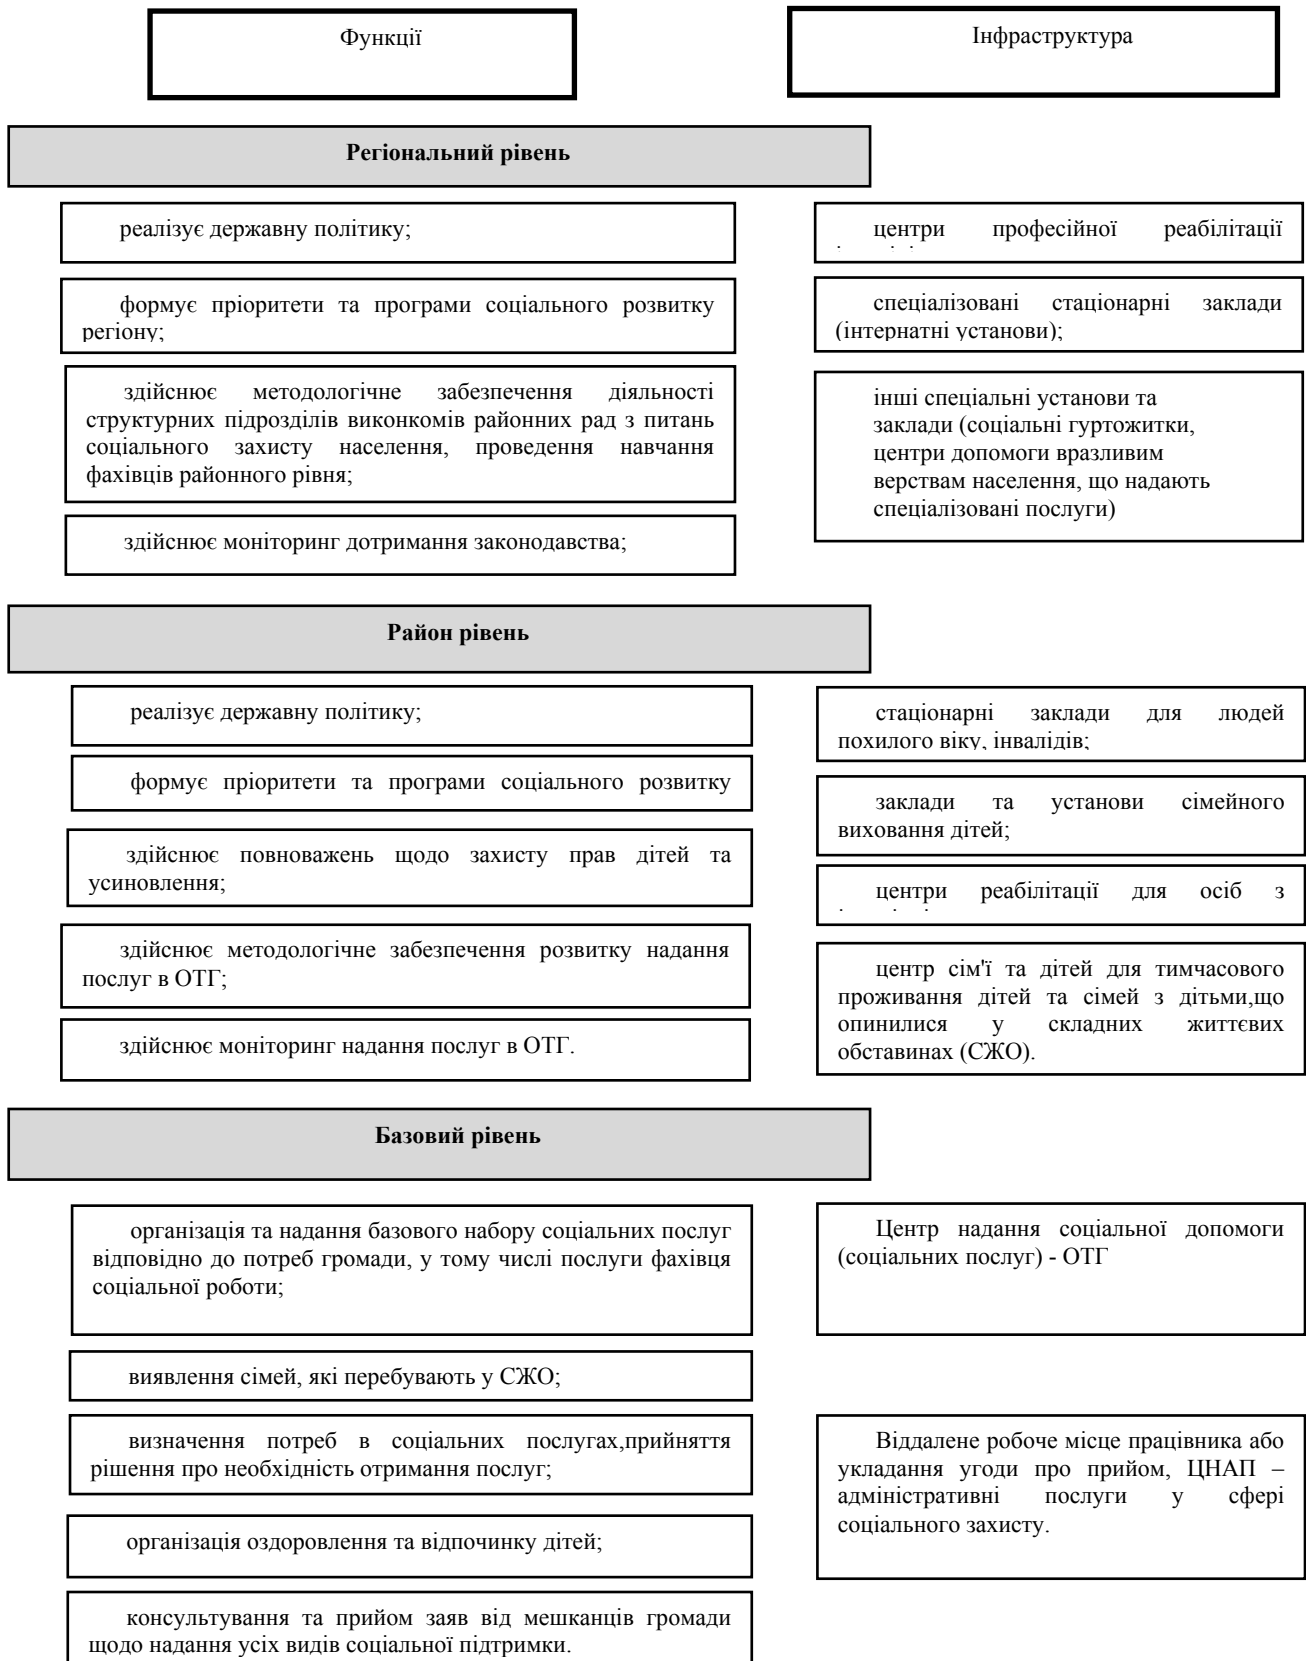 Функції
Інфраструктура
Регіональний рівень
реалізує державну політику;
центри професійної реабілітації
формує пріоритети та програми соціального розвитку
регіону;
спеціалізовані стаціонарні заклади
(інтернатні установи);
здійснює методологічне забезпечення діяльності
структурних підрозділів виконкомів районних рад з питань
соціального захисту населення, проведення навчання
фахівців районного рівня;
інші спеціальні установи та
заклади (соціальні гуртожитки,
центри допомоги вразливим
верствам населення, що надають
спеціалізовані послуги)
здійснює моніторинг дотримання законодавства;
Район рівень
реалізує державну політику;
стаціонарні заклади для людей
похилого віку, інвалідів;
формує пріоритети та програми соціального розвитку
заклади та установи сімейного
виховання дітей;
здійснює повноважень щодо захисту прав дітей та
усиновлення;
центри реабілітації для осіб з
здійснює методологічне забезпечення розвитку надання
послуг в ОТГ;
центр сім'ї та дітей для тимчасового
проживання дітей та сімей з дітьми,що
опинилися у складних життєвих
обставинах (СЖО).
здійснює моніторинг надання послуг в ОТГ.
Базовий рівень
організація та надання базового набору соціальних послуг
відповідно до потреб громади, у тому числі послуги фахівця
соціальної роботи;
Центр надання соціальної допомоги
(соціальних послуг) - ОТГ
виявлення сімей, які перебувають у СЖО;
визначення потреб в соціальних послугах,прийняття
рішення про необхідність отримання послуг;
Віддалене робоче місце працівника або
укладання угоди про прийом, ЦНАП –
адміністративні послуги у сфері
соціального захисту.
організація оздоровлення та відпочинку дітей;
консультування та прийом заяв від мешканців громади
щодо надання усіх видів соціальної підтримки.